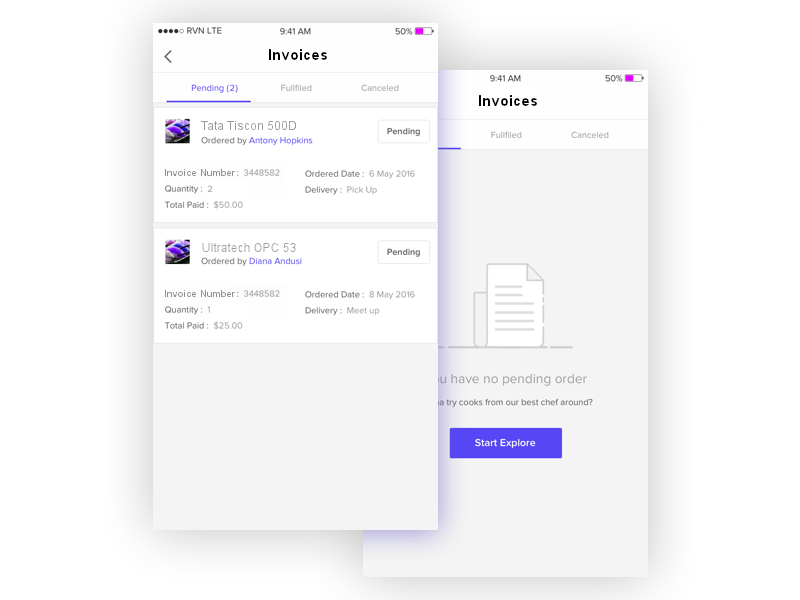 RVN LTE 9:41 AM 50%
Invoices
Pending (2) Fullfiled Canceled
Tata Tiscon 500D
Ordered by Antony Hopkins
Pending
Invoice Number : 3448582
Ordered Date : 6 May 2016
Quantity : 2
Delivery : Pick Up
Total Paid : $50.00
Ultratech OPC 53
Ordered by Diana Andusi
Pending
Invoice Number : 3448582
Ordered Date : 8 May 2016
Quantity : 1
Delivery : Meet up
Total Paid : $25.00
9:41 AM 50%
Invoices
Fullfiled Canceled
have no pending order
try cooks from our best chef around?
Start Explore